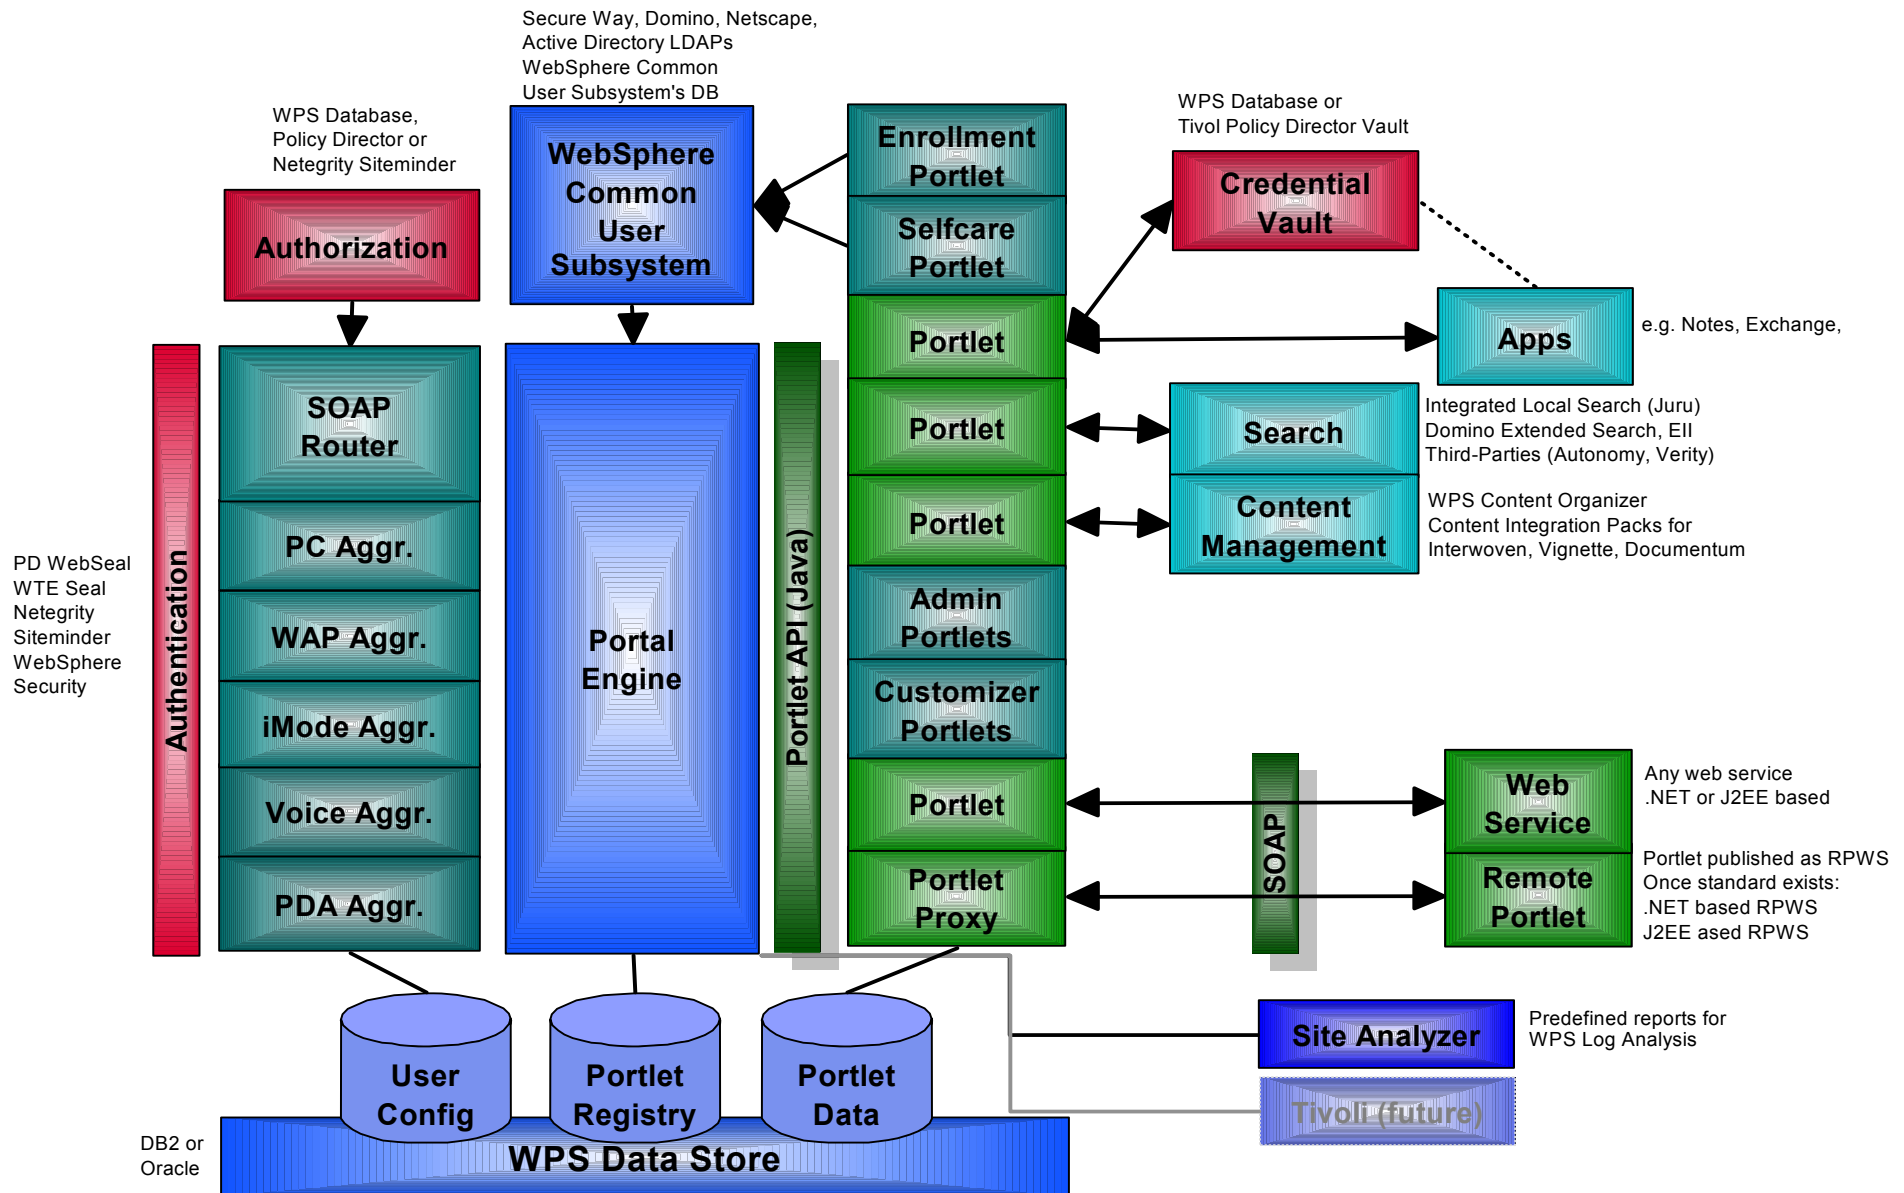 Secure Way, Domino, Netscape,
Active Directory LDAPs
WebSphere Common
User Subsystem's DB
WPS Database,
Policy Director or
Netegrity Siteminder
WPS Database or
Tivol Policy Director Vault
Authorization
WebSphere
Common
User
Subsystem
Enrollment
Portlet
Selfcare
Portlet
Credential
Vault
Portlet
Apps
e.g. Notes, Exchange,
SOAP
Router
Portlet
Search
Integrated Local Search (Juru)
Domino Extended Search, EII
Third-Parties (Autonomy, Verity)
Portlet
Content
Management
WPS Content Organizer
Content Integration Packs for
Interwoven, Vignette, Documentum
PD WebSeal
WTE Seal
Netegrity
Siteminder
WebSphere
Security
Authentication
PC Aggr.
WAP Aggr.
iMode Aggr.
Voice Aggr.
PDA Aggr.
Portal
Engine
Portlet API (Java)
Admin
Portlets
Customizer
Portlets
Portlet
Portlet
Proxy
SOAP
Web
Service
Any web service
.NET or J2EE based
Remote
Portlet
Portlet published as RPWS
Once standard exists:
.NET based RPWS
J2EE ased RPWS
User
Config
Portlet
Registry
Portlet
Data
Site Analyzer
Predefined reports for
WPS Log Analysis
Tivoli (future)
DB2 or
Oracle
WPS Data Store